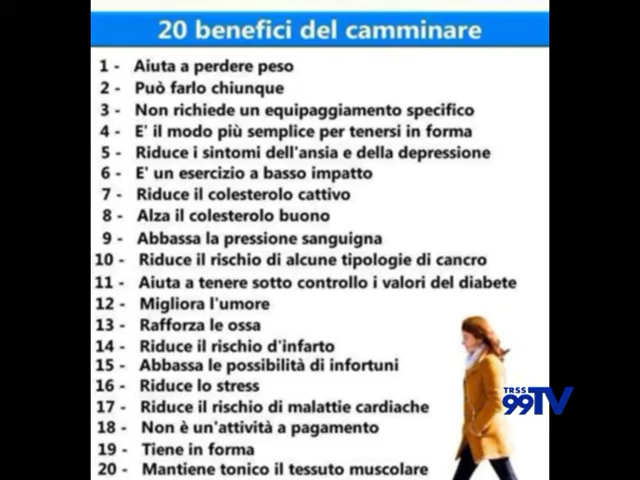 20 benefici del camminare
1 - Aiuta a perdere peso
2 - Può farlo chiunque
3 - Non richiede un equipaggiamento specifico
4 - E' il modo più semplice per tenersi in forma
5 - Riduce i sintomi dell'ansia e della depressione
6 - E' un esercizio a basso impatto
7 - Riduce il colesterolo cattivo
8 - Alza il colesterolo buono
9 - Abbassa la pressione sanguigna
10 - Riduce il rischio di alcune tipologie di cancro
11 - Aiuta a tenere sotto controllo i valori del diabete
12 - Migliora l'umore
13 - Rafforza le ossa
14 - Riduce il rischio d'infarto
15 - Abbassa le possibilità di infortuni
16 - Riduce lo stress
17 - Riduce il rischio di malattie cardiache
18 - Non è un'attività a pagamento
19 - Tiene in forma
20 - Mantiene tonico il tessuto muscolare
TRSS
99TV